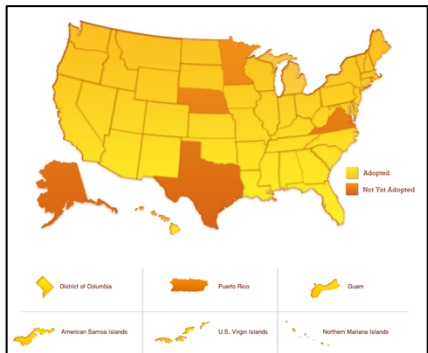 Adopted
Not Yet Adopted
District of Columbia
Puerto Rico
Guam
American Samoa Islands
U.S. Virgin Islands
Northern Mariana Islands